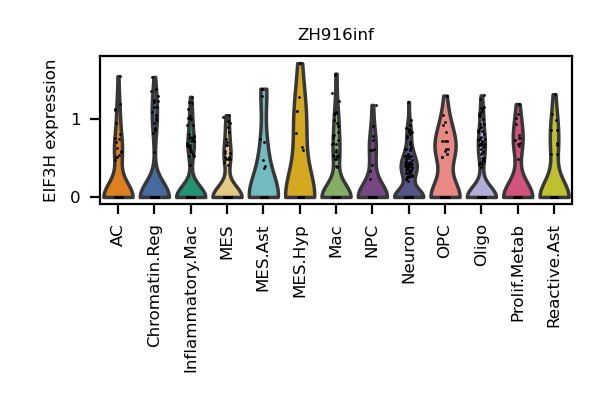 ZH916inf
EIF3H expression
1
0
AC
Chromatin.Reg
Inflammatory.Mac
MES
MES.Ast
MES.Hyp
Mac
NPC
Neuron
OPC
Oligo
Prolif.Metab
Reactive.Ast